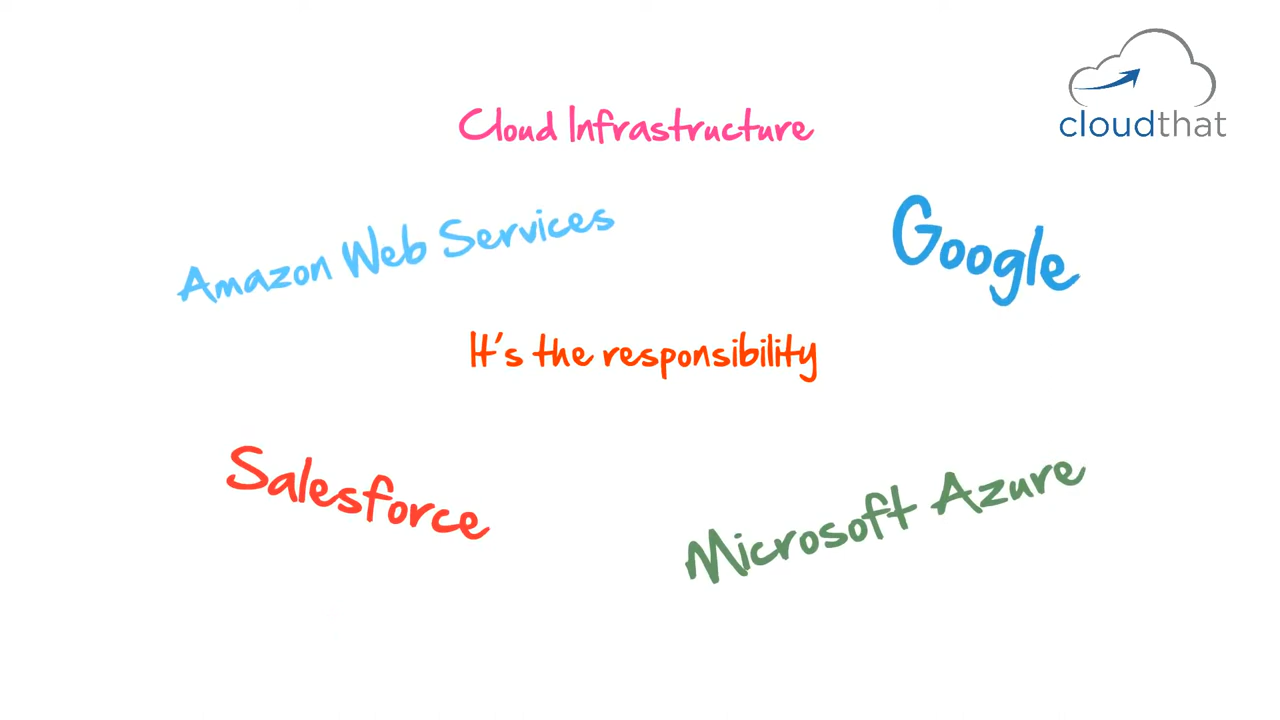 cloudthat
Cloud Infrastructure
Amazon Web Services
Google
It's the responsibility
Salesforce
Microsoft Azure